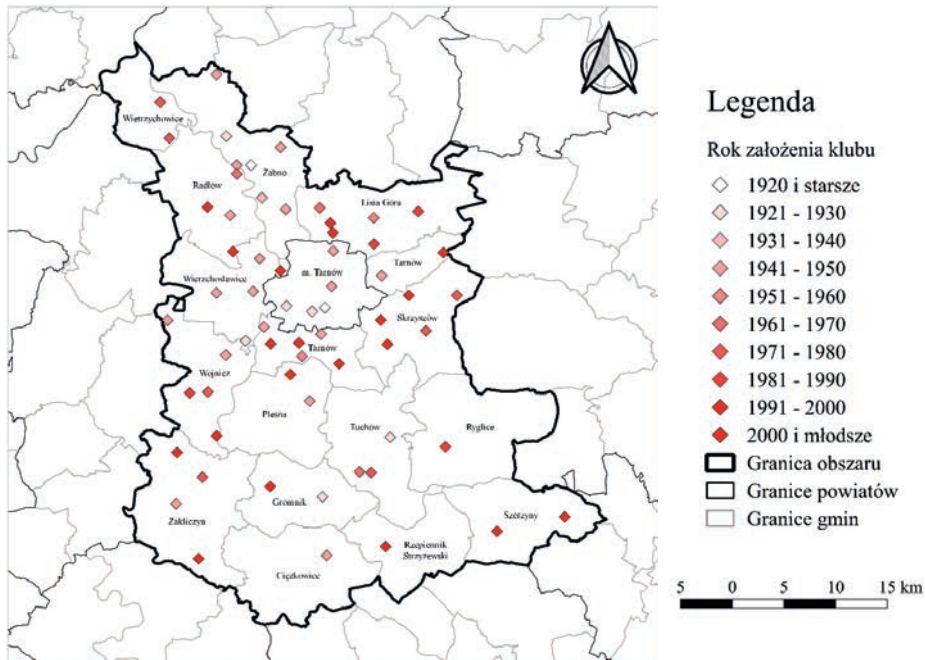 Wietrzychowice
Żabno
Radłów
Lisia Góra
m. Tarnów
Tarnów
Wierzchosławice
Skrzyszów
Tarnów
Wojnicz
Pleśna
Tuchów
Ryglice
Gromnik
Szerzyny
Zakliczyn
Rzepiennik
Strzyżewski
Ciężkowice
Legenda
Rok założenia klubu
1920 i starsze
1921 - 1930
1931 - 1940
1941 - 1950
1951 - 1960
1961 - 1970
1971 - 1980
1981 - 1990
1991 - 2000
2000 i młodsze
Granica obszaru
Granice powiatów
Granice gmin
5 0 5 10 15 km